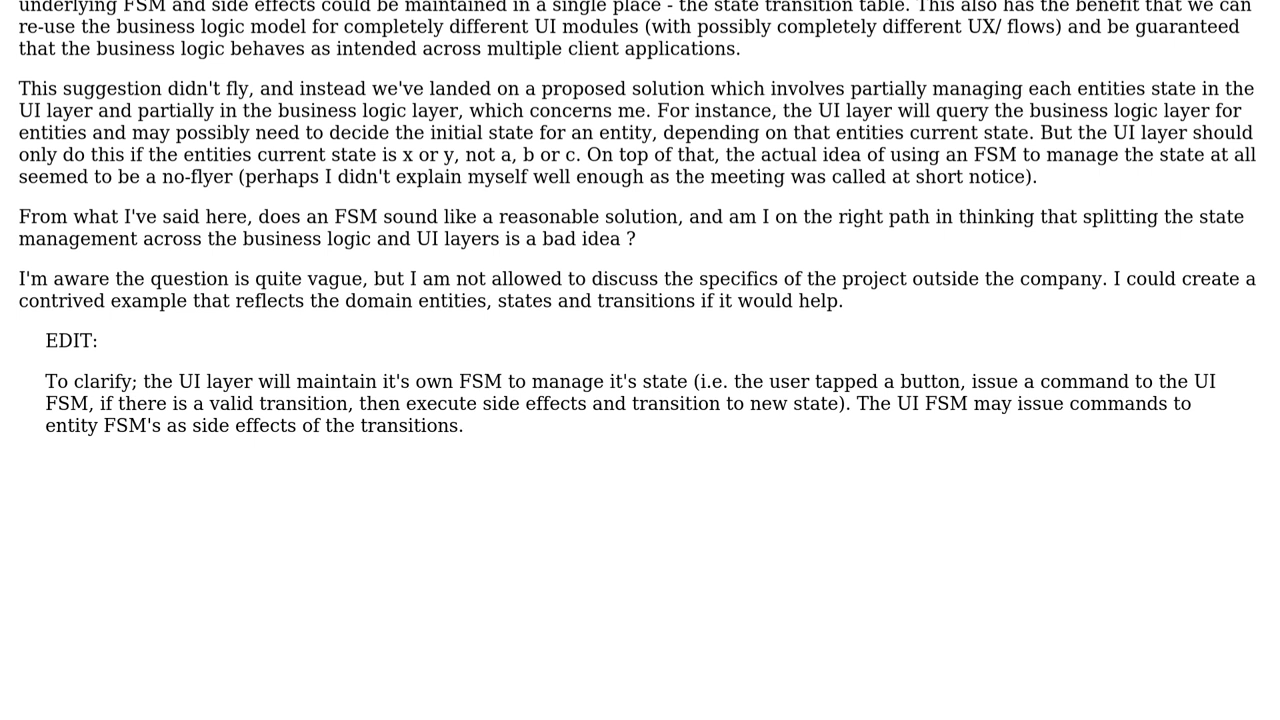 underlying FSM and side effects could be maintained in a single place - the state transition table. This also has the benefit that we can
re-use the business logic model for completely different UI modules (with possibly completely different UX/ flows) and be guaranteed
that the business logic behaves as intended across multiple client applications.
This suggestion didn't fly, and instead we've landed on a proposed solution which involves partially managing each entities state in the
UI layer and partially in the business logic layer, which concerns me. For instance, the UI layer will query the business logic layer for
entities and may possibly need to decide the initial state for an entity, depending on that entities current state. But the UI layer should
only do this if the entities current state is x or y, not a, b or c. On top of that, the actual idea of using an FSM to manage the state at all
seemed to be a no-flyer (perhaps I didn't explain myself well enough as the meeting was called at short notice).
From what I've said here, does an FSM sound like a reasonable solution, and am I on the right path in thinking that splitting the state
management across the business logic and UI layers is a bad idea ?
I'm aware the question is quite vague, but I am not allowed to discuss the specifics of the project outside the company. I could create a
contrived example that reflects the domain entities, states and transitions if it would help.
EDIT:
To clarify; the UI layer will maintain it's own FSM to manage it's state (i.e. the user tapped a button, issue a command to the UI
FSM, if there is a valid transition, then execute side effects and transition to new state). The UI FSM may issue commands to
entity FSM's as side effects of the transitions.